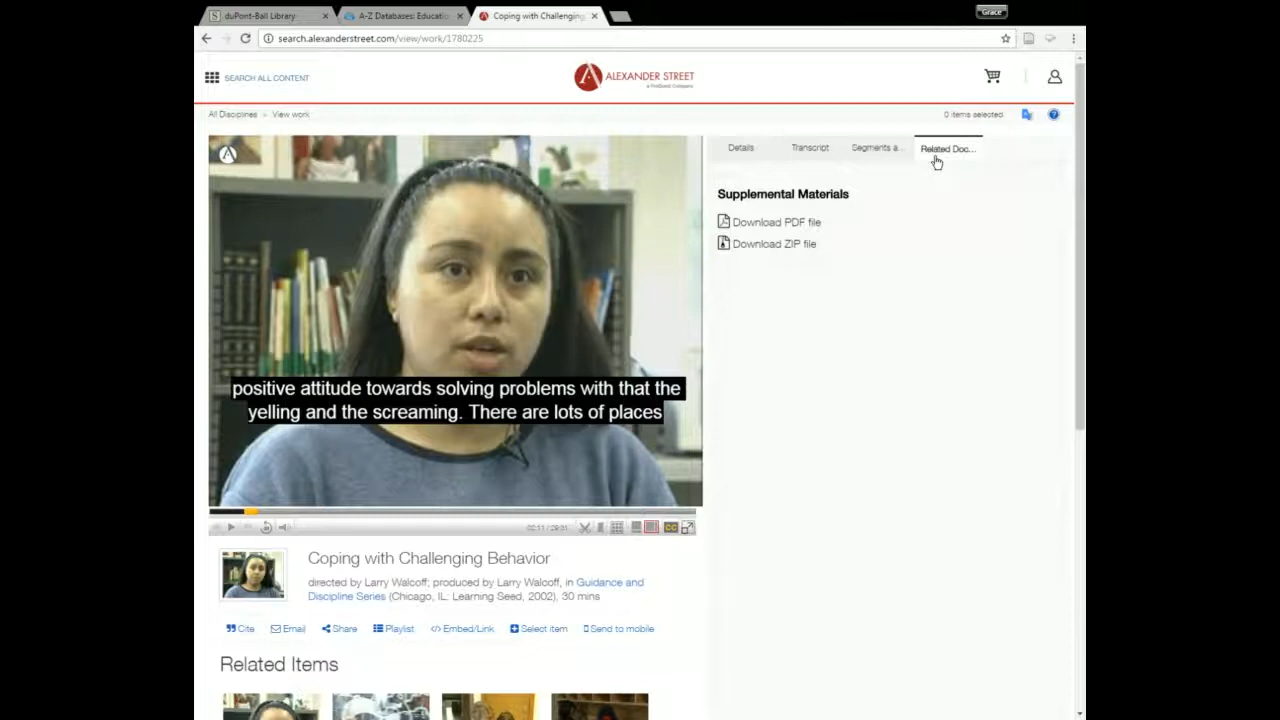 duPont-Ball Library
A-Z Databases: Educatio
Coping with Challenging
Grace
search.alexanderstreet.com/view/work/1780225
SEARCH ALL CONTENT
ALEXANDER STREET
a ProQuest Company
All Disciplines » View work
0 items selected
Details
Transcript
Segments a...
Related Doc...
Supplemental Materials
Download PDF file
Download ZIP file
positive attitude towards solving problems with that the
yelling and the screaming. There are lots of places
CC
Coping with Challenging Behavior
directed by Larry Walcoff; produced by Larry Walcoff, in Guidance and
Discipline Series (Chicago, IL: Learning Seed, 2002), 30 mins
Cite
Email
Share
Playlist
Embed/Link
Select item
Send to mobile
Related Items